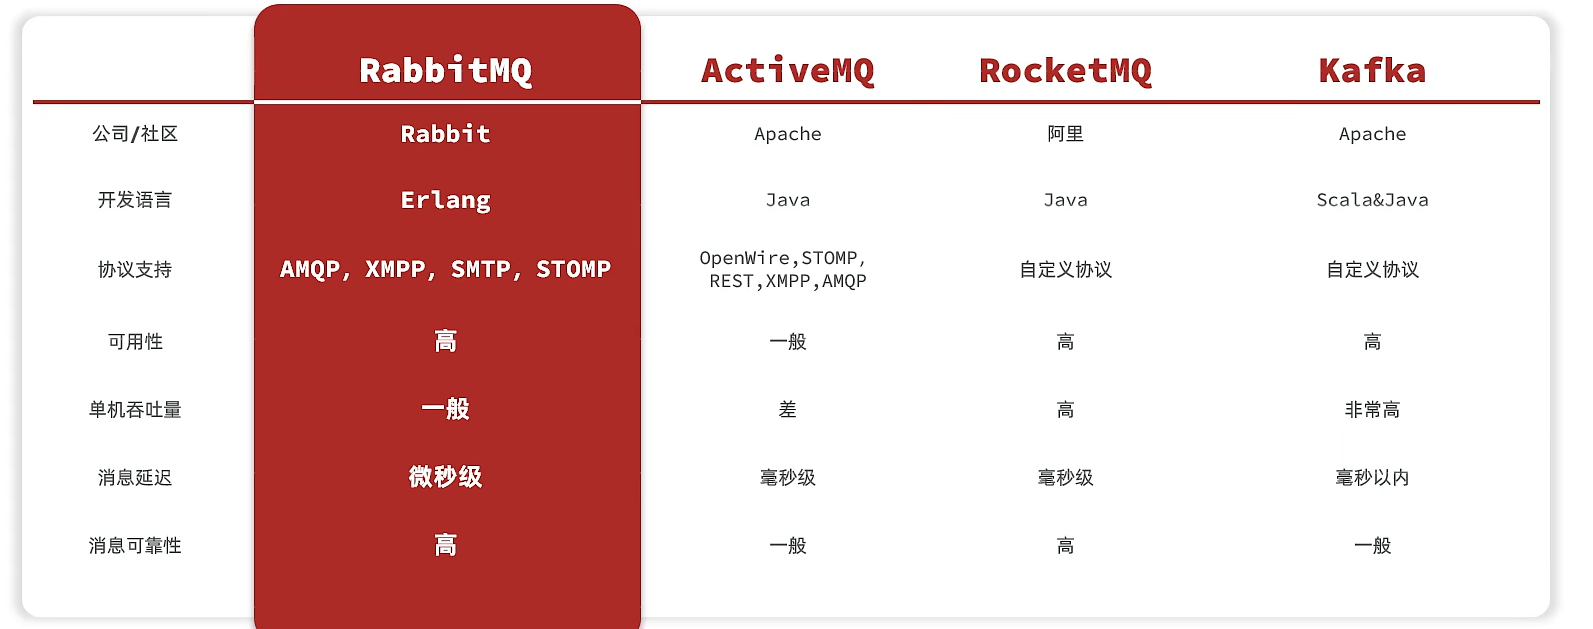 RabbitMQ ActiveMQ RocketMQ Kafka
公司/社区 Rabbit Apache 阿里 Apache
开发语言 Erlang Java Java Scala&Java
协议支持 AMQP, XMPP, SMTP, STOMP OpenWire,STOMP, 自定义协议 自定义协议
REST,XMPP,AMQP
可用性 高 一般 高 高
单机吞吐量 一般 差 高 非常高
消息延迟 微秒级 毫秒级 毫秒级 毫秒以内
消息可靠性 高 一般 高 一般